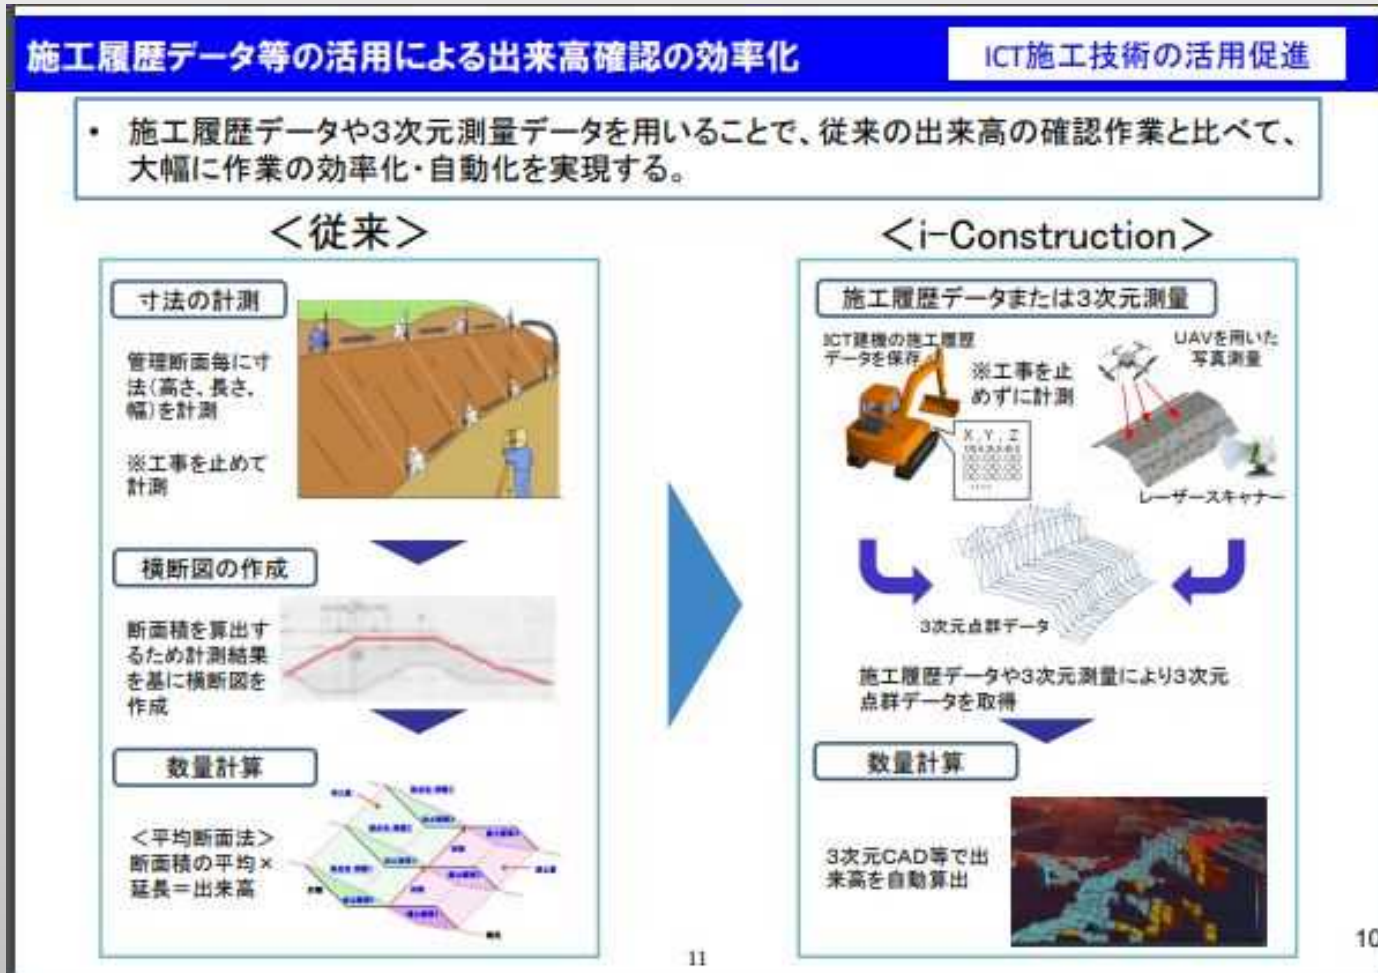 施工履歴データ等の活用による出来高確認の効率化
ICT施工技術の活用促進
・ 施工履歴データや3次元測量データを用いることで、従来の出来高の確認作業と比べて、
大幅に作業の効率化・自動化を実現する。
＜従来＞
寸法の計測
管理断面毎に寸
法(高さ、長さ、
幅)を計測
※工事を止めて
計測
横断図の作成
断面積を算出す
るため計測結果
を基に横断図を
作成
数量計算
＜平均断面法＞
断面積の平均×
延長＝出来高
＜i-Construction＞
施工履歴データまたは3次元測量
ICT建機の施工履歴
データを保存
※工事を止
めずに計測
UAVを用いた
写真測量
X , Y , Z
レーザースキャナー
3次元点群データ
施工履歴データや3次元測量により3次元
点群データを取得
数量計算
3次元CAD等で出
来高を自動算出
11
10